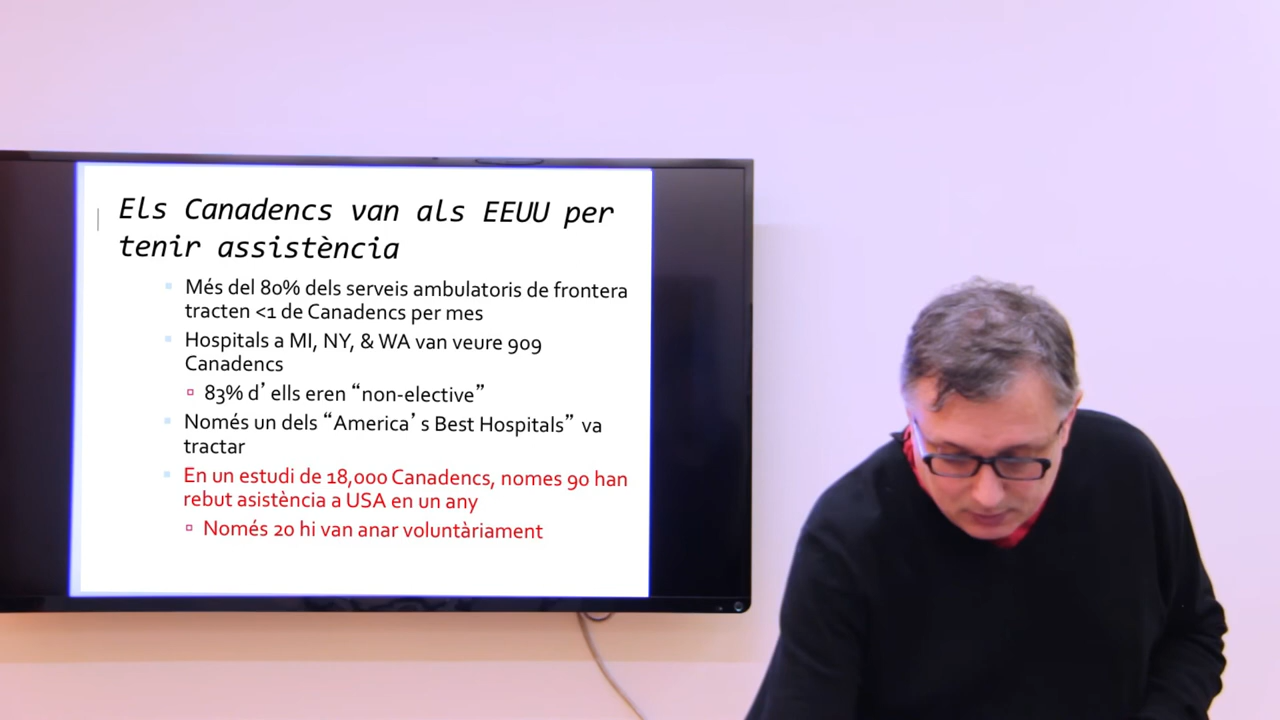 Els Canadencs van als EEUU per
tenir assistència
Més del 80% dels serveis ambulatoris de frontera
tracten <1 de Canadencs per mes
Hospitals a MI, NY, & WA van veure 909
Canadencs
83% d’ ells eren “non-elective”
Només un dels “America’ s Best Hospitals” va
tractar
En un estudi de 18,000 Canadencs, nomes 90 han
rebut asistència a USA en un any
Només 20 hi van anar voluntàriament